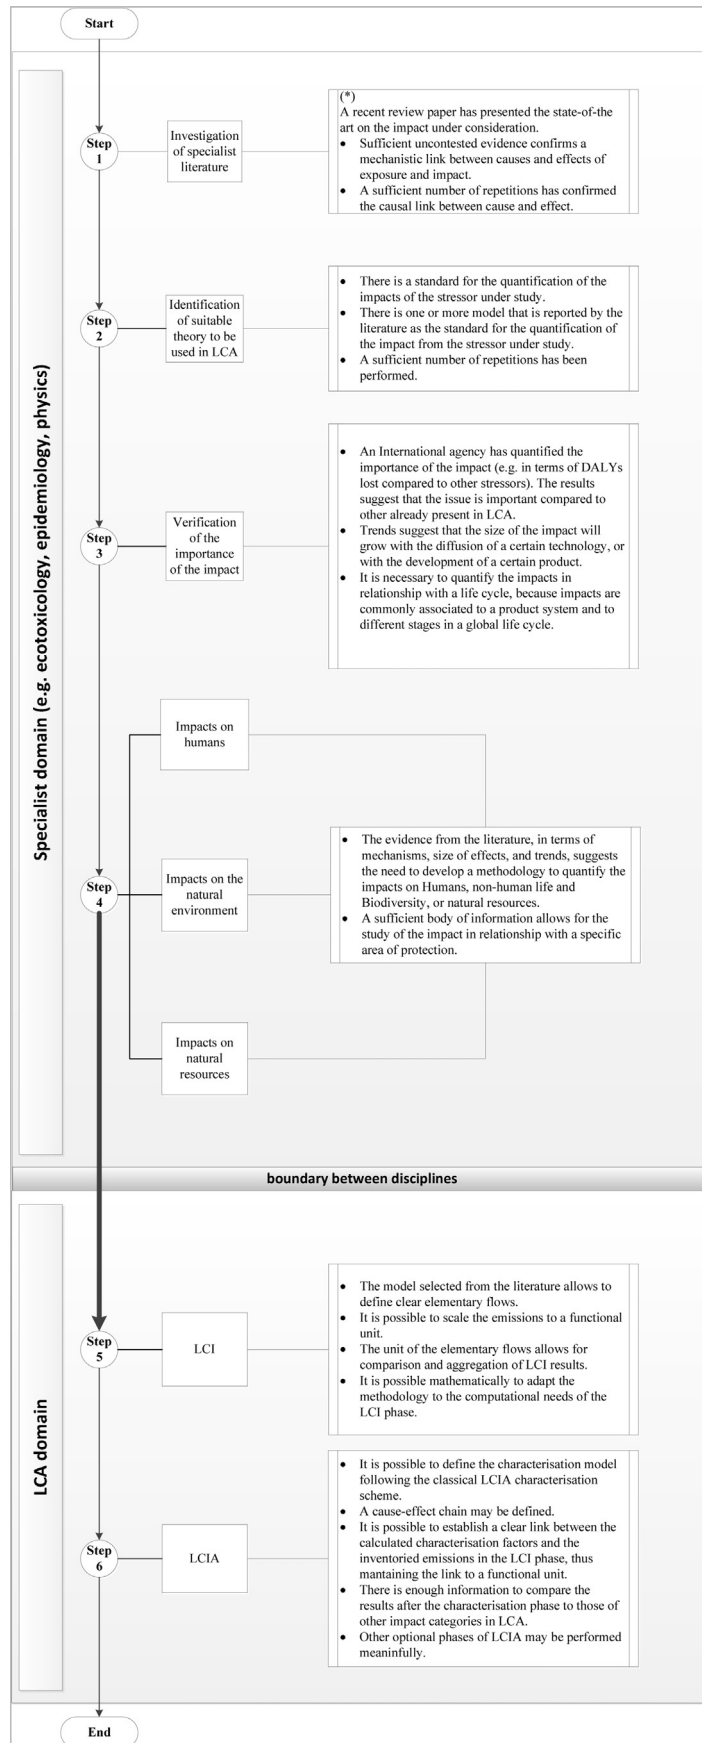 Start
Specialist domain (e.g. ecotoxicology, epidemiology, physics)
Step
1
Investigation
of specialist
literature
(*)
A recent review paper has presented the state-of-the
art on the impact under consideration.
• Sufficient uncontested evidence confirms a
mechanistic link between causes and effects of
exposure and impact.
• A sufficient number of repetitions has confirmed
the causal link between cause and effect.
Step
2
Identification
of suitable
theory to be
used in LCA
• There is a standard for the quantification of the
impacts of the stressor under study.
• There is one or more model that is reported by the
literature as the standard for the quantification of
the impact from the stressor under study.
• A sufficient number of repetitions has been
performed.
Step
3
Verification
of the
importance
of the impact
• An International agency has quantified the
importance of the impact (e.g. in terms of DALYs
lost compared to other stressors). The results
suggest that the issue is important compared to
other already present in LCA.
• Trends suggest that the size of the impact will
grow with the diffusion of a certain technology, or
with the development of a certain product.
• It is necessary to quantify the impacts in
relationship with a life cycle, because impacts are
commonly associated to a product system and to
different stages in a global life cycle.
Step
4
Impacts on
humans
Impacts on the
natural
environment
Impacts on
natural
resources
• The evidence from the literature, in terms of
mechanisms, size of effects, and trends, suggests
the need to develop a methodology to quantify the
impacts on Humans, non-human life and
Biodiversity, or natural resources.
• A sufficient body of information allows for the
study of the impact in relationship with a specific
area of protection.
boundary between disciplines
LCA domain
Step
5
LCI
• The model selected from the literature allows to
define clear elementary flows.
• It is possible to scale the emissions to a functional
unit.
• The unit of the elementary flows allows for
comparison and aggregation of LCI results.
• It is possible mathematically to adapt the
methodology to the computational needs of the
LCI phase.
Step
6
LCIA
• It is possible to define the characterisation model
following the classical LCIA characterisation
scheme.
• A cause-effect chain may be defined.
• It is possible to establish a clear link between the
calculated characterisation factors and the
inventoried emissions in the LCI phase, thus
mantaining the link to a functional unit.
• There is enough information to compare the
results after the characterisation phase to those of
other impact categories in LCA.
• Other optional phases of LCIA may be performed
meaninfully.
End